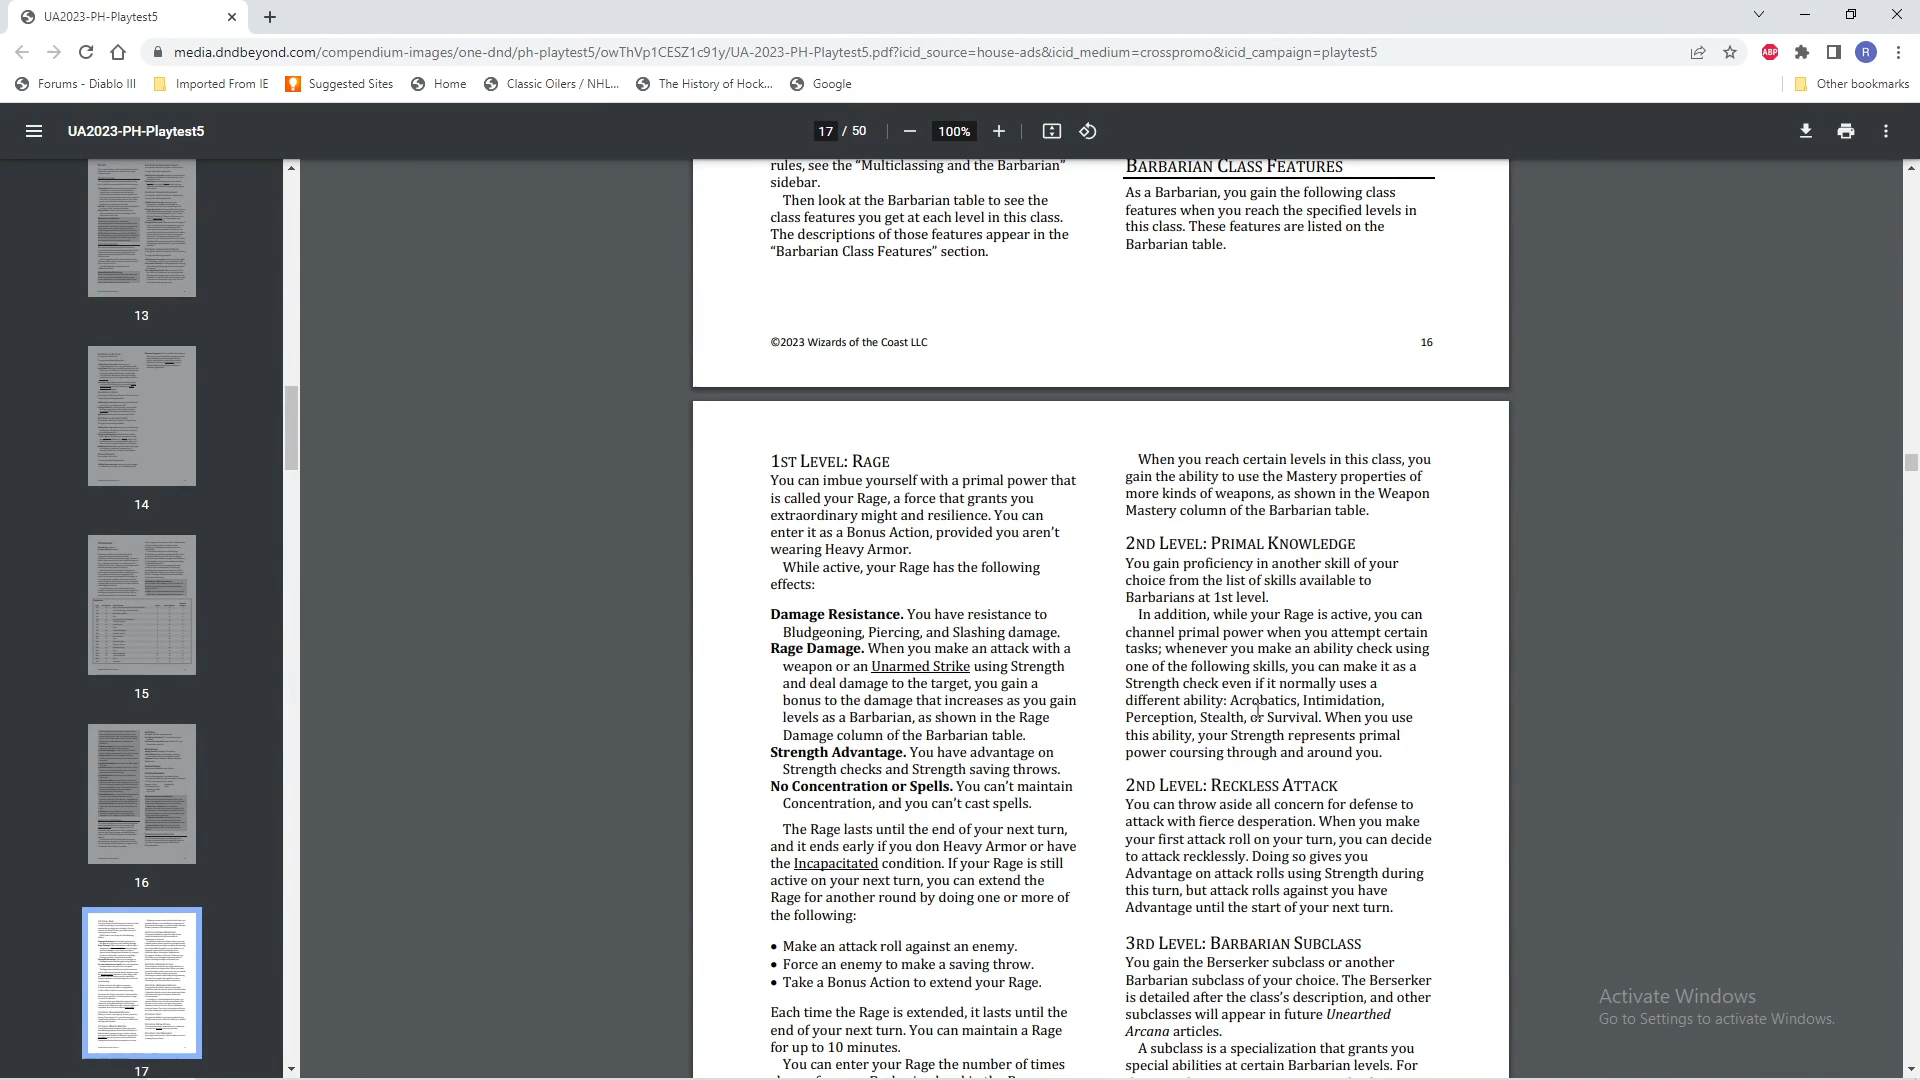 UA2023-PH-Playtest5
media.dndbeyond.com/compendium-images/one-dnd/ph-playtest5/owThVp1CESZ1c91y/UA-2023-PH-Playtest5.pdf?icid_source=house-ads&icid_medium=crosspromo&icid_campaign=playtest5
ABP
R
Forums - Diablo III
Imported From IE
Suggested Sites
Home
Classic Oilers / NHL...
The History of Hock...
Google
Other bookmarks
UA2023-PH-Playtest5
17 / 50
100%
13
14
15
16
17
rules, see the “Multiclassing and the Barbarian”
sidebar.
Then look at the Barbarian table to see the
class features you get at each level in this class.
The descriptions of those features appear in the
“Barbarian Class Features” section.
BARBARIAN CLASS FEATURES
As a Barbarian, you gain the following class
features when you reach the specified levels in
this class. These features are listed on the
Barbarian table.
©2023 Wizards of the Coast LLC
16
1ST LEVEL: RAGE
You can imbue yourself with a primal power that
is called your Rage, a force that grants you
extraordinary might and resilience. You can
enter it as a Bonus Action, provided you aren’t
wearing Heavy Armor.
While active, your Rage has the following
effects:
Damage Resistance. You have resistance to
Bludgeoning, Piercing, and Slashing damage.
Rage Damage. When you make an attack with a
weapon or an Unarmed Strike using Strength
and deal damage to the target, you gain a
bonus to the damage that increases as you gain
levels as a Barbarian, as shown in the Rage
Damage column of the Barbarian table.
Strength Advantage. You have advantage on
Strength checks and Strength saving throws.
No Concentration or Spells. You can’t maintain
Concentration, and you can’t cast spells.
The Rage lasts until the end of your next turn,
and it ends early if you don Heavy Armor or have
the Incapacitated condition. If your Rage is still
active on your next turn, you can extend the
Rage for another round by doing one or more of
the following:
• Make an attack roll against an enemy.
• Force an enemy to make a saving throw.
• Take a Bonus Action to extend your Rage.
Each time the Rage is extended, it lasts until the
end of your next turn. You can maintain a Rage
for up to 10 minutes.
You can enter your Rage the number of times
When you reach certain levels in this class, you
gain the ability to use the Mastery properties of
more kinds of weapons, as shown in the Weapon
Mastery column of the Barbarian table.
2ND LEVEL: PRIMAL KNOWLEDGE
You gain proficiency in another skill of your
choice from the list of skills available to
Barbarians at 1st level.
In addition, while your Rage is active, you can
channel primal power when you attempt certain
tasks; whenever you make an ability check using
one of the following skills, you can make it as a
Strength check even if it normally uses a
different ability: Acrobatics, Intimidation,
Perception, Stealth, or Survival. When you use
this ability, your Strength represents primal
power coursing through and around you.
2ND LEVEL: RECKLESS ATTACK
You can throw aside all concern for defense to
attack with fierce desperation. When you make
your first attack roll on your turn, you can decide
to attack recklessly. Doing so gives you
Advantage on attack rolls using Strength during
this turn, but attack rolls against you have
Advantage until the start of your next turn.
3RD LEVEL: BARBARIAN SUBCLASS
You gain the Berserker subclass or another
Barbarian subclass of your choice. The Berserker
is detailed after the class’s description, and other
subclasses will appear in future Unearthed
Arcana articles.
A subclass is a specialization that grants you
special abilities at certain Barbarian levels. For
Activate Windows
Go to Settings to activate Windows.